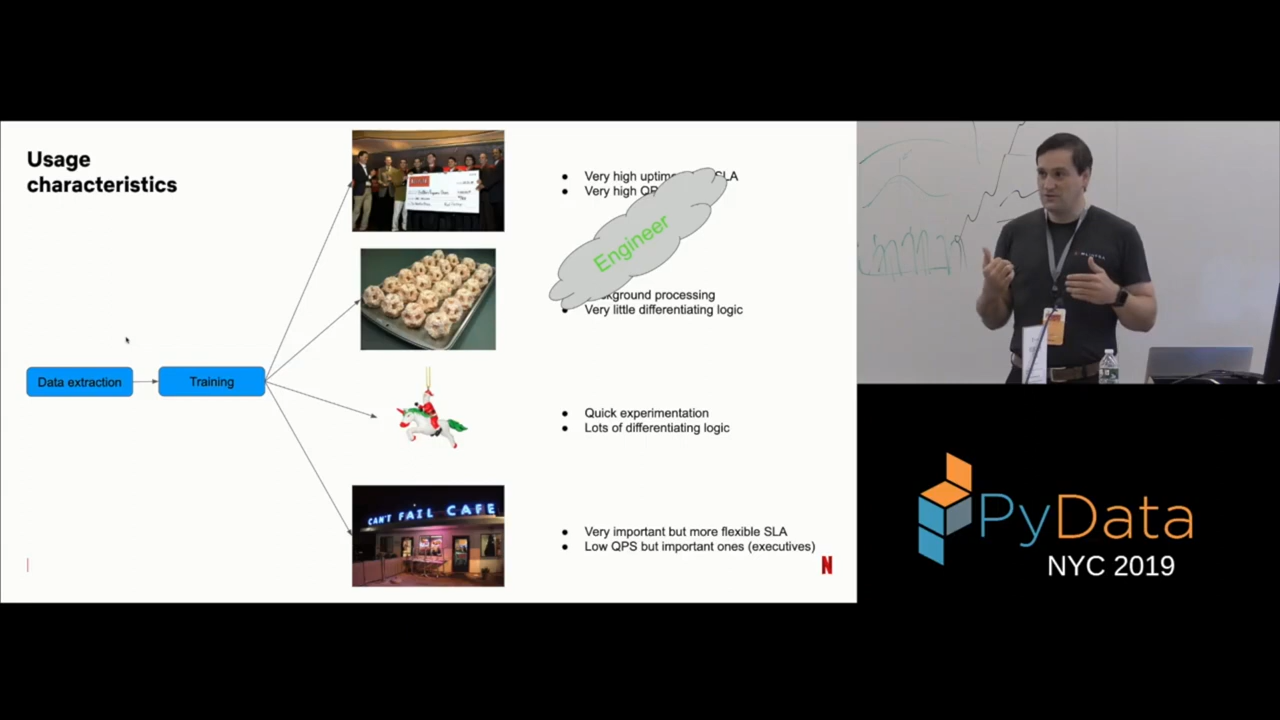 Usage
characteristics
Very high uptime SLA
Very high QP
Engineer
ground processing
Very little differentiating logic
Data extraction
Training
Quick experimentation
Lots of differentiating logic
CAN'T FAIL CAFE
Very important but more flexible SLA
Low QPS but important ones (executives)
N
PyData
NYC 2019